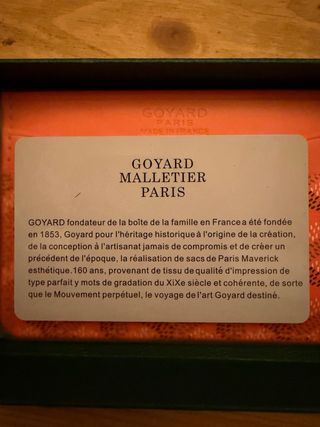 GOYARD
PARIS
MADE IN FRANCE
GOYARD
MALLETIER
PARIS
GOYARD fondateur de la boîte de la famille en France a été fondée
en 1853, Goyard pour l'héritage historique à l'origine de la création,
de la conception à l'artisanat jamais de compromis et de crèer un
précédent de l'époque, la réalisation de sacs de Paris Maverick
esthétique.160 ans, provenant de tissu de qualité d'impression de
type parfait y mots de gradation du XiXe siècle et cohérente, de sorte
que le Mouvement perpétuel, le voyage de l'art Goyard destiné.